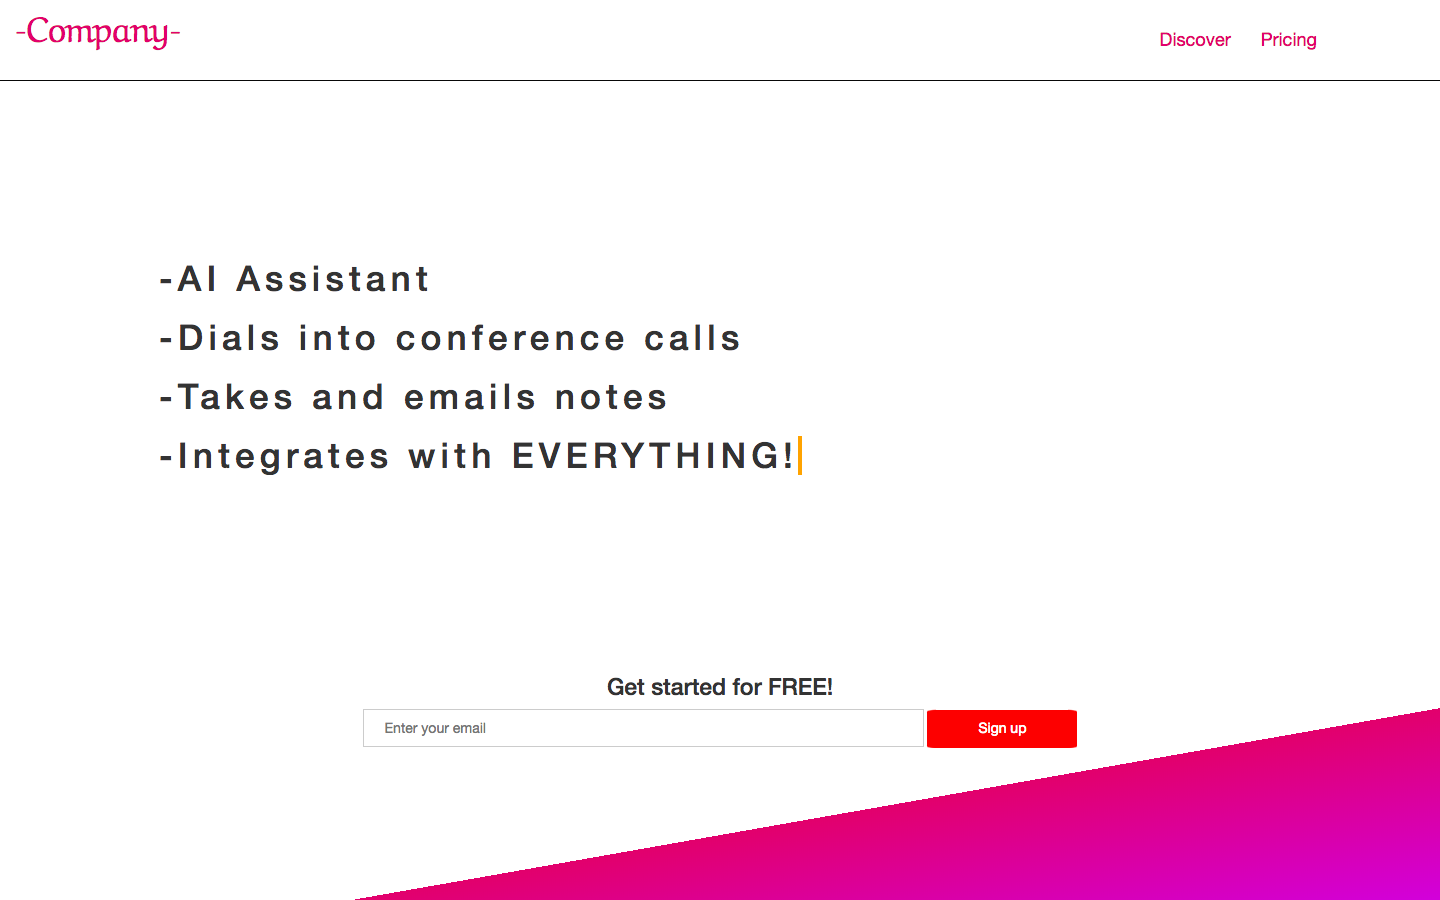 -Company-
Discover Pricing
-AI Assistant
-Dials into conference calls
-Takes and emails notes
-Integrates with EVERYTHING!
Get started for FREE!
Enter your email Sign up